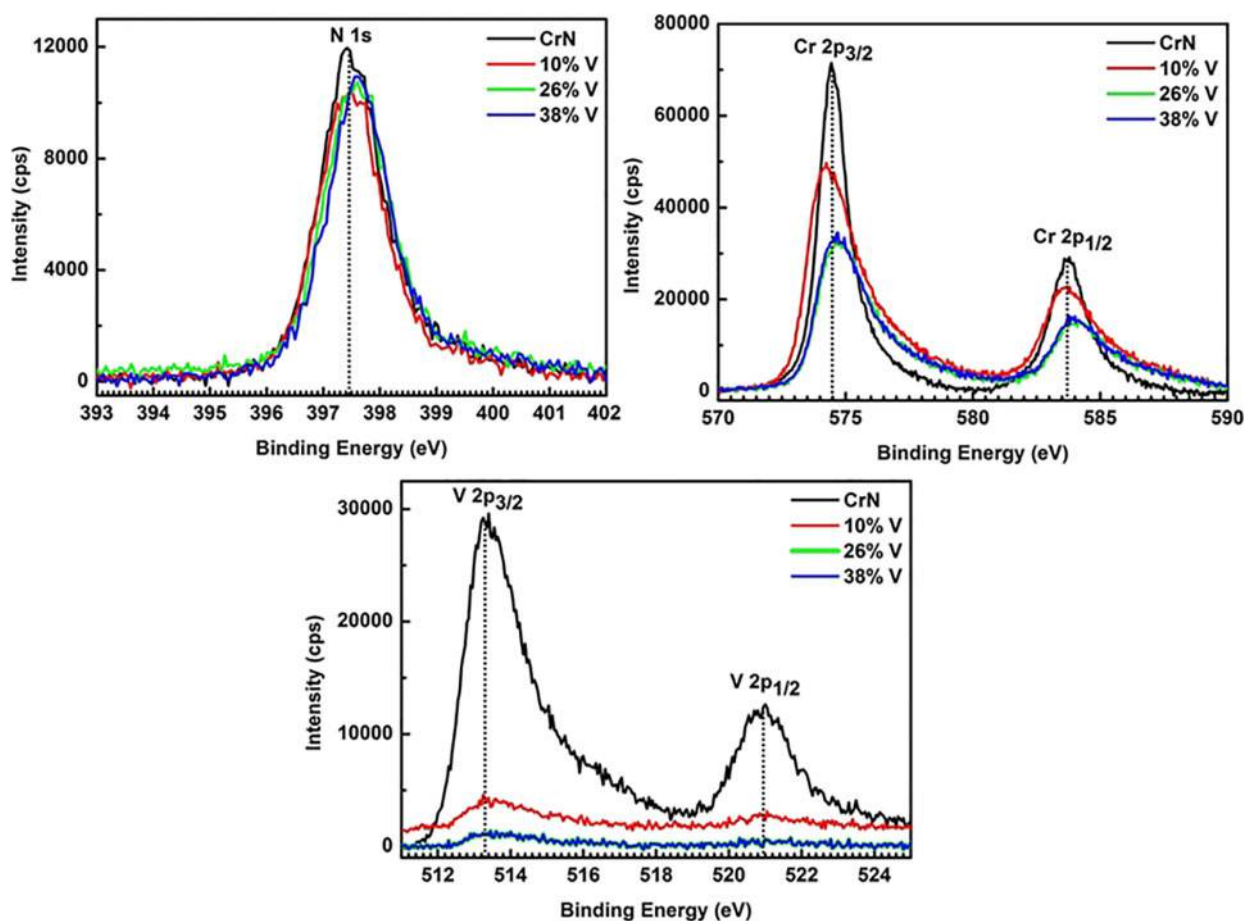 N 1s
CrN
10% V
26% V
38% V
12000
8000
4000
0
Intensity (cps)
393 394 395 396 397 398 399 400 401 402
Binding Energy (eV)
Cr 2p3/2
Cr 2p1/2
CrN
10% V
26% V
38% V
80000
60000
40000
20000
0
Intensity (cps)
570 575 580 585 590
Binding Energy (eV)
V 2p3/2
V 2p1/2
CrN
10% V
26% V
38% V
30000
20000
10000
0
Intensity (cps)
512 514 516 518 520 522 524
Binding Energy (eV)